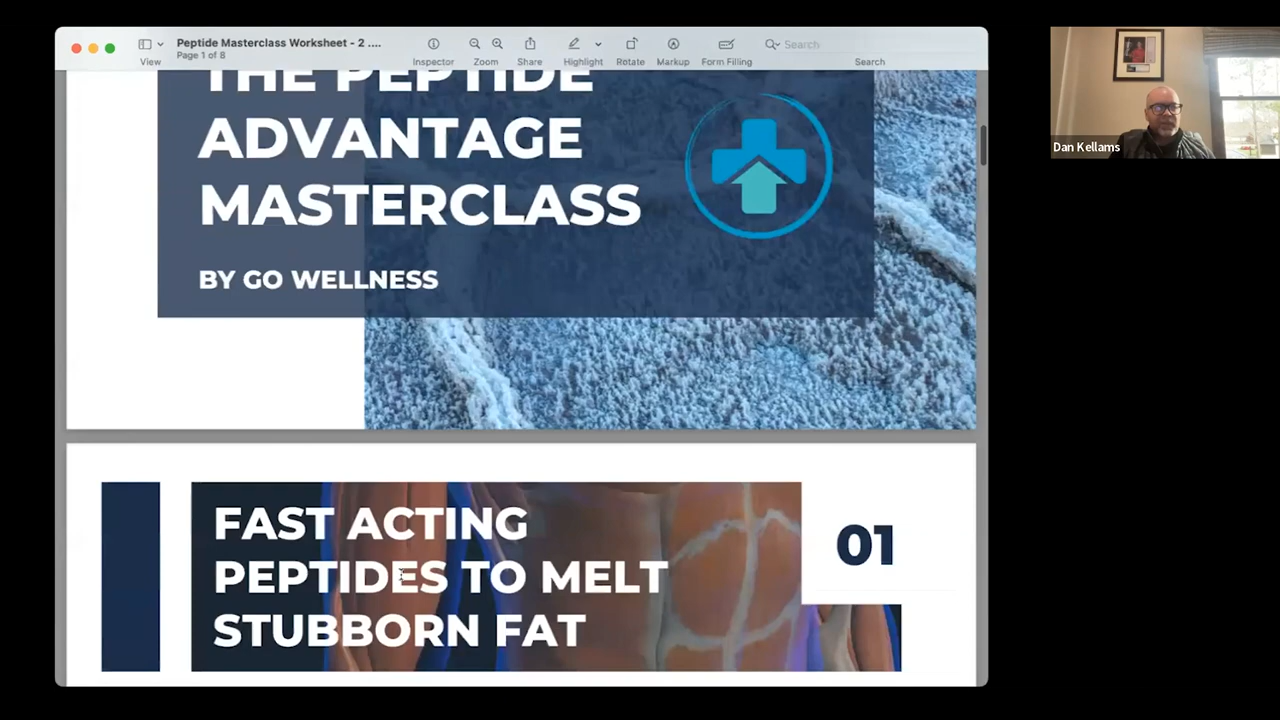 Peptide Masterclass Worksheet - 2 ....
Page 1 of 8
View
Inspector
Zoom
Share
Highlight
Rotate
Markup
Form Filling
Search
Search
THE PEPTIDE
ADVANTAGE
MASTERCLASS
BY GO WELLNESS
FAST ACTING
PEPTIDES TO MELT
STUBBORN FAT
01
Dan Kellams